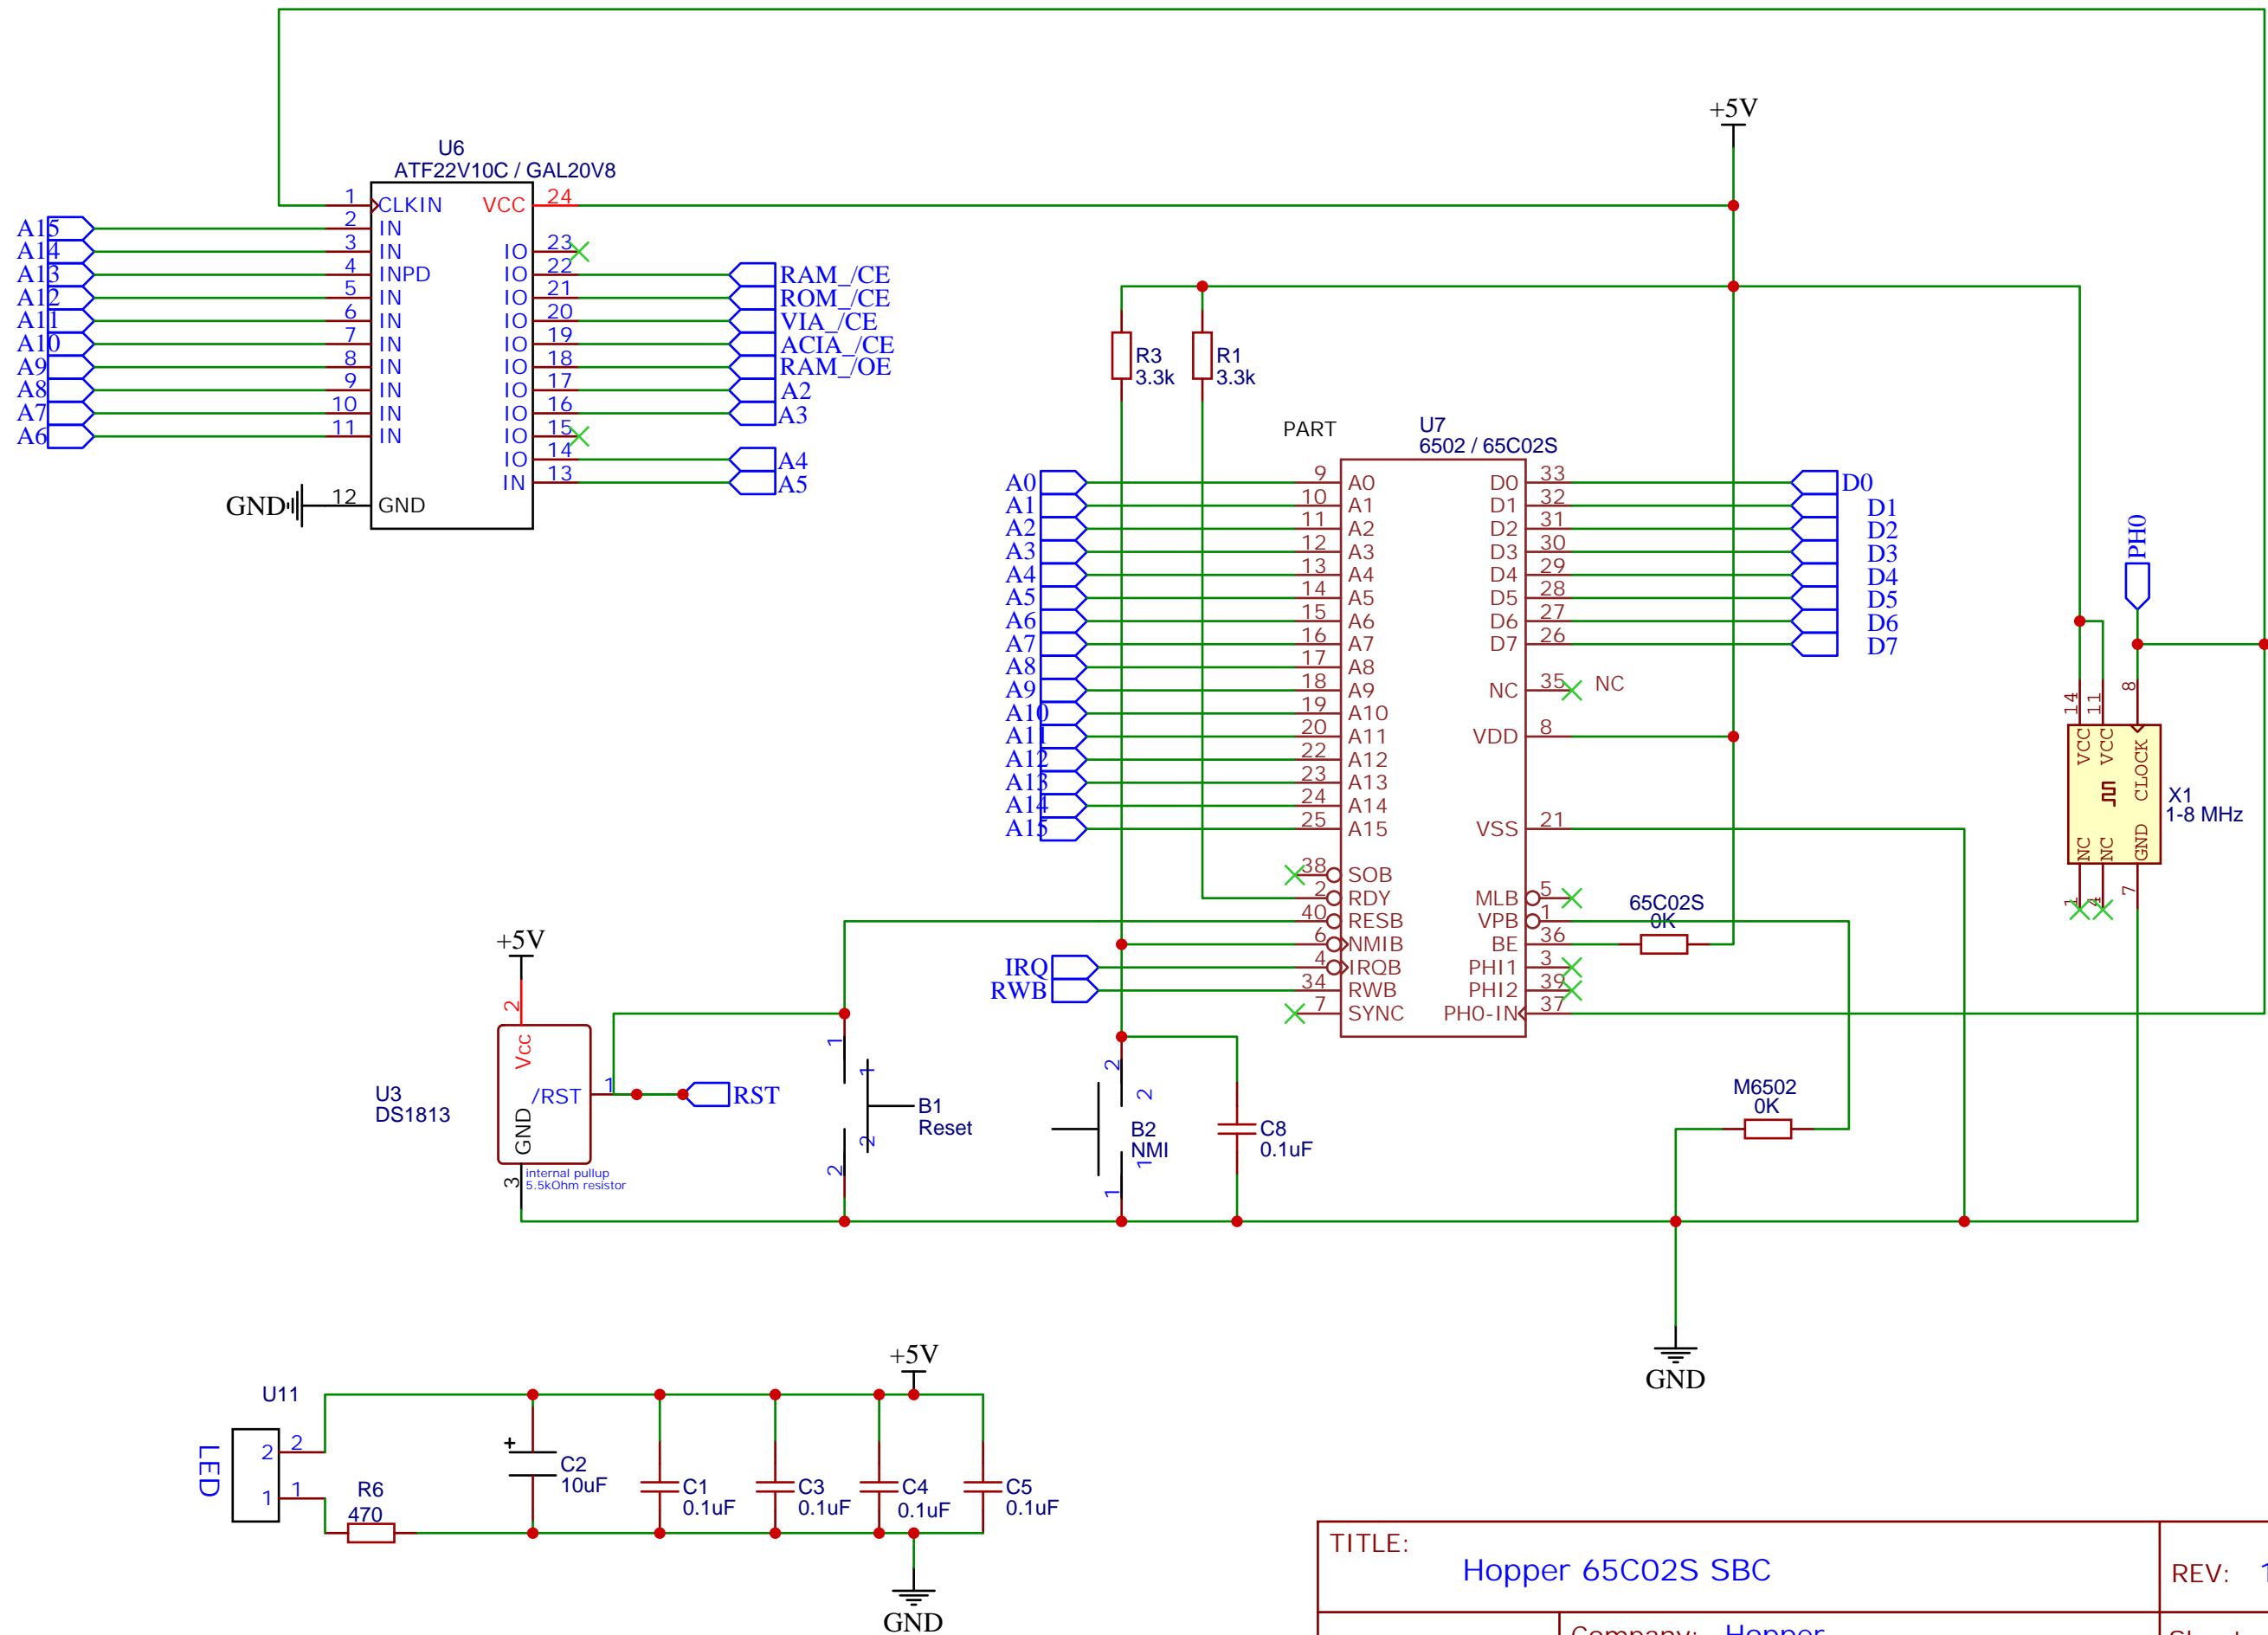 +5V
U6
ATF22V10C / GAL20V8
1 CLKIN VCC 24
A15 2 IN
A14 3 IN IO 23
A13 4 INPD IO 22 RAM_/CE
A12 5 IN IO 21 ROM_/CE
A11 6 IN IO 20 VIA_/CE
A10 7 IN IO 19 ACIA_/CE
A9 8 IN IO 18 RAM_/OE
A8 9 IN IO 17 A2
A7 10 IN IO 16 A3
A6 11 IN IO 15
IO 14 A4
IN 13 A5
GND 12 GND
R3
3.3k
R1
3.3k
PART
U7
6502 / 65C02S
A0 9 A0 D0 33 D0
A1 10 A1 D1 32 D1
A2 11 A2 D2 31 D2
A3 12 A3 D3 30 D3
A4 13 A4 D4 29 D4
A5 14 A5 D5 28 D5
A6 15 A6 D6 27 D6
A7 16 A7 D7 26 D7
A8 17 A8
A9 18 A9 NC 35 NC
A10 19 A10
A11 20 A11 VDD 8
A12 22 A12
A13 23 A13
A14 24 A14
A15 25 A15 VSS 21
38 SOB
2 RDY MLB 5
40 RESB VPB 1
6 NMIB BE 36
IRQ 4 IRQB PHI1 3
RWB 34 RWB PHI2 39
7 SYNC PH0-IN 37
65C02S
0K
M6502
0K
PH0
14 11 8
VCC VCC CLOCK
NC NC GND
1 4 7
X1
1-8 MHz
+5V
2
Vcc
U3
DS1813
/RST 1 RST
GND
3
internal pullup
5.5kOhm resistor
1 1
B1
Reset
2 2
2 2
B2
NMI
1 1
C8
0.1uF
GND
+5V
U11
LED
2 2
1 1
R6
470
C2
10uF
+
C1
0.1uF
C3
0.1uF
C4
0.1uF
C5
0.1uF
GND
TITLE:
Hopper 65C02S SBC
REV: 1
Company: Hopper